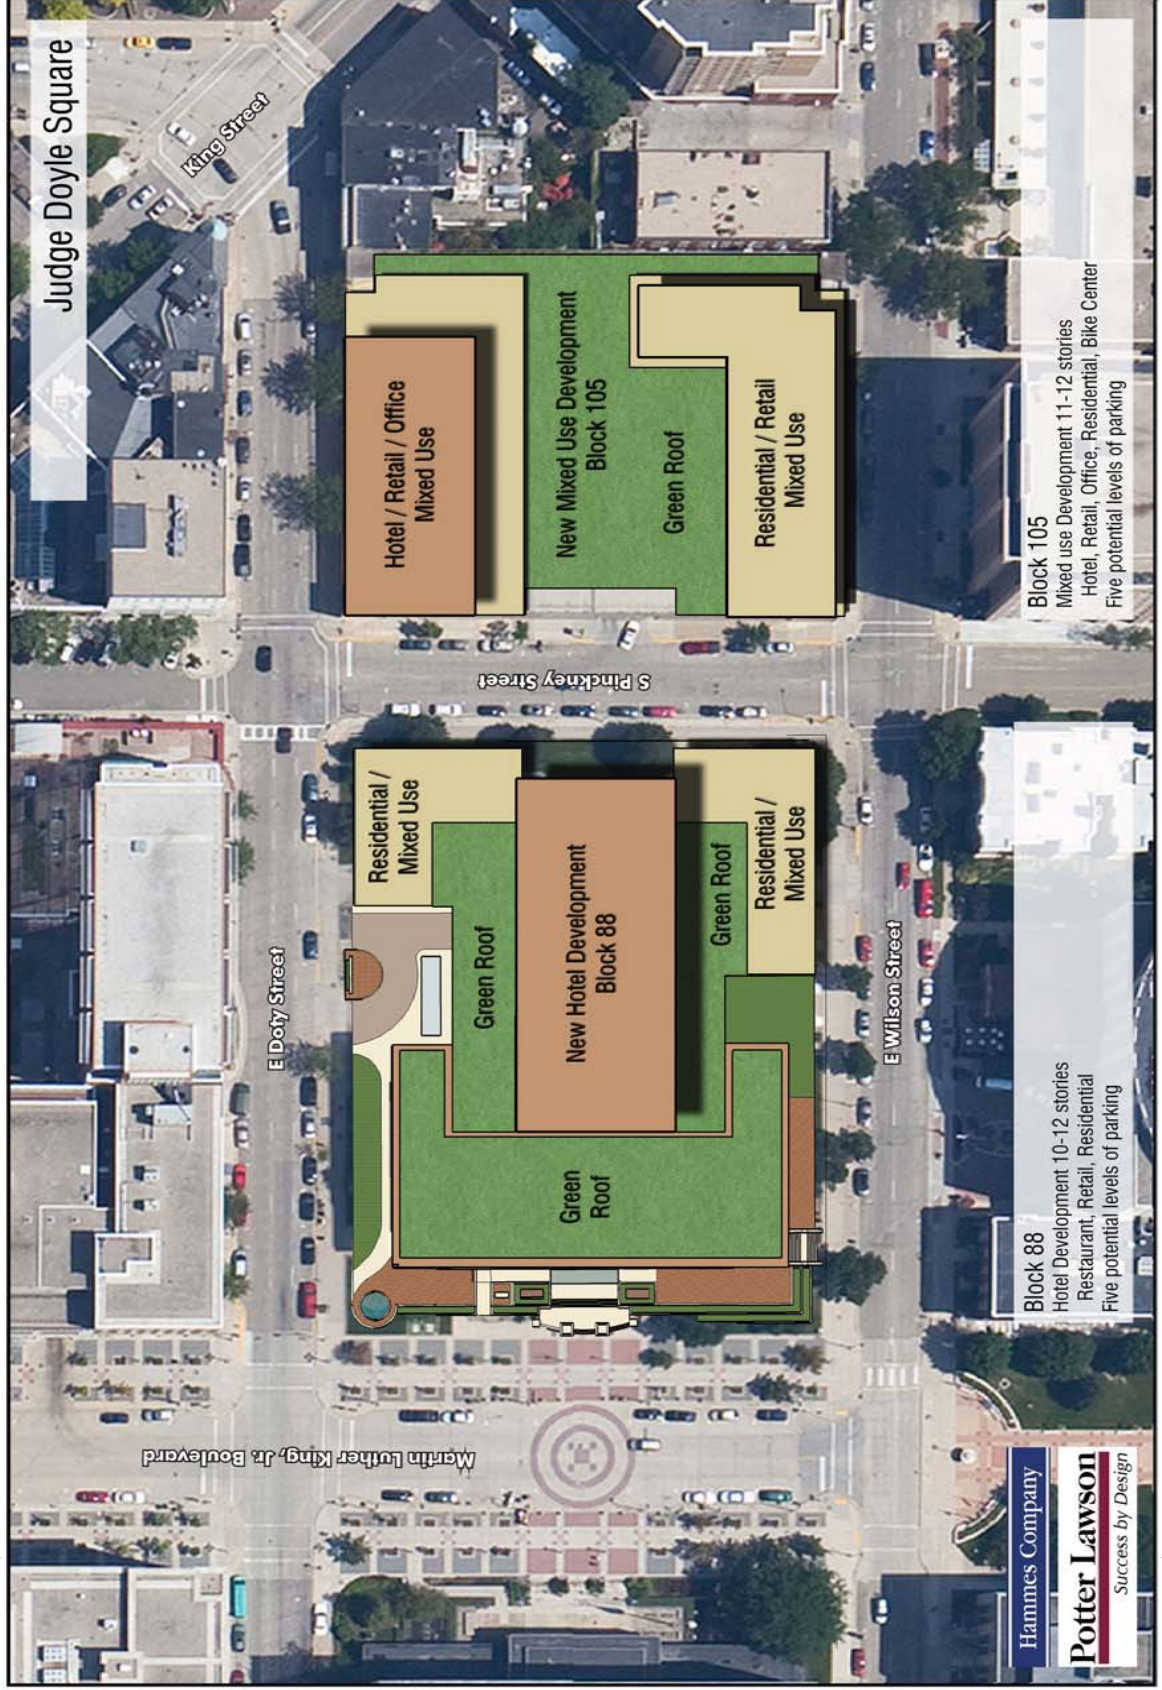 Judge Doyle Square
King Street
E Doty Street
Martin Luther King, Jr. Boulevard
S Pinckney Street
E Wilson Street
Residential /
Mixed Use
Green Roof
New Hotel Development
Block 88
Green Roof
Residential /
Mixed Use
Green
Roof
Hotel / Retail / Office
Mixed Use
New Mixed Use Development
Block 105
Green Roof
Residential / Retail
Mixed Use
Hammes Company
Potter Lawson
Success by Design
Block 88
Hotel Development 10-12 stories
Restaurant, Retail, Residential
Five potential levels of parking
Block 105
Mixed use Development 11-12 stories
Hotel, Retail, Office, Residential, Bike Center
Five potential levels of parking